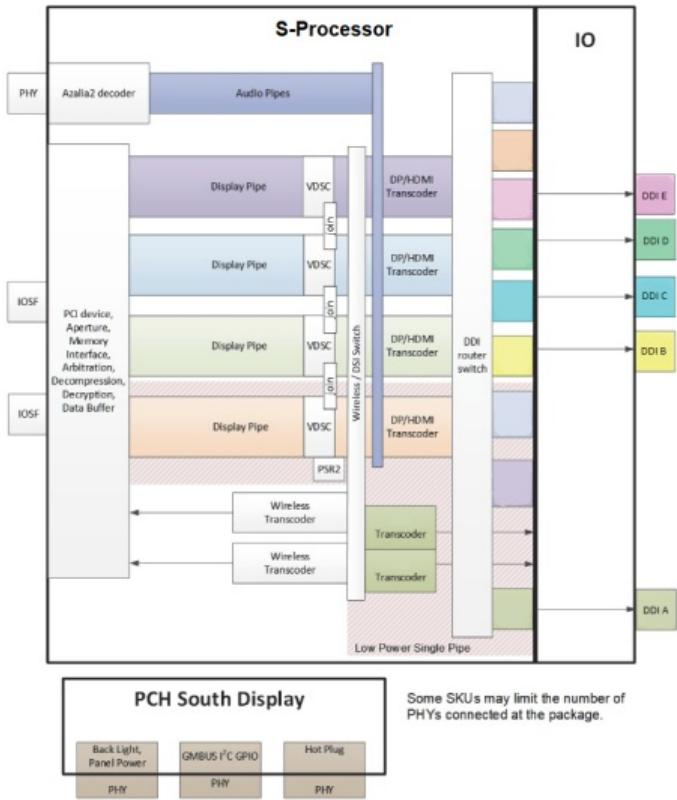 S-Processor
IO
PHY
Azalia2 decoder
Audio Pipes
Display Pipe
VDSC
DP/HDMI
Transcoder
DDI E
oin
DDI D
Display Pipe
VDSC
DP/HDMI
Transcoder
IOSF
DDI C
oin
PCI device,
Aperture,
Memory
Interface,
Arbitration,
Decompression,
Decryption,
Data Buffer
Display Pipe
VDSC
Wireless / DSI Switch
DP/HDMI
Transcoder
DDI
router
switch
DDI B
oin
IOSF
Display Pipe
VDSC
DP/HDMI
Transcoder
PSR2
Wireless
Transcoder
Transcoder
Wireless
Transcoder
Transcoder
DDI A
Low Power Single Pipe
PCH South Display
Some SKUs may limit the number of
PHYs connected at the package.
Back Light,
Panel Power
GMBUS I²C GPIO
Hot Plug
PHY
PHY
PHY